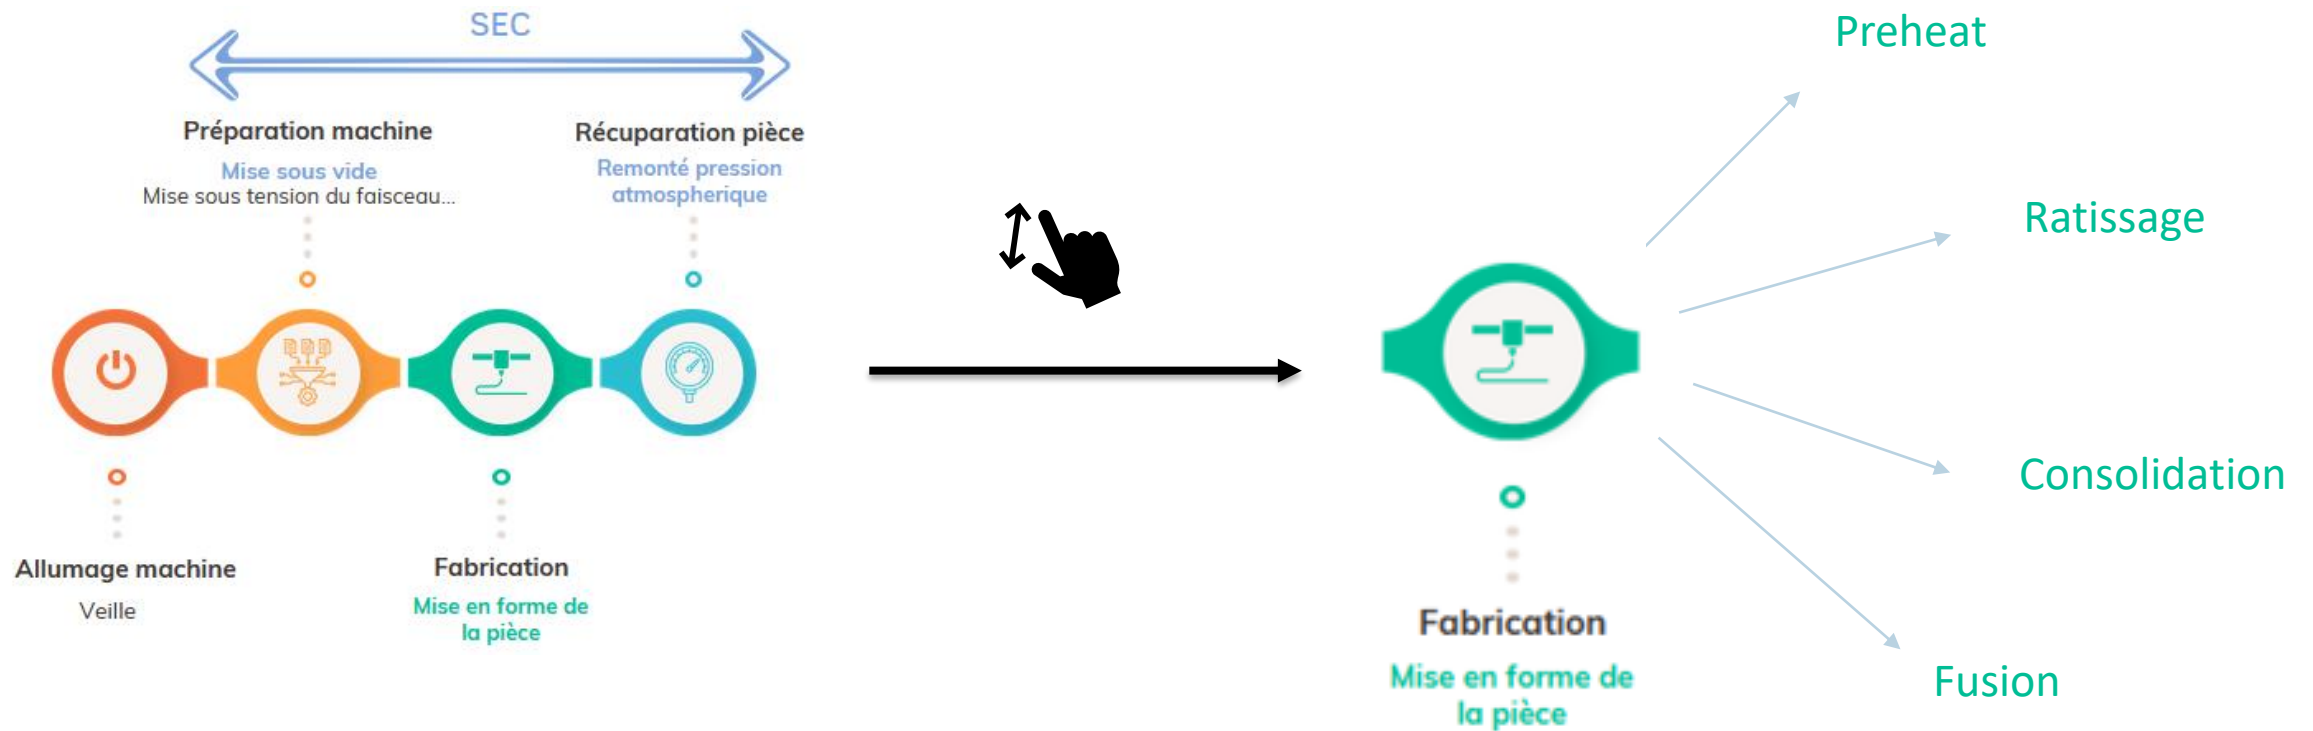 SEC
Préparation machine
Mise sous vide
Mise sous tension du faisceau...
Récuparation pièce
Remonté pression
atmospherique
Allumage machine
Veille
Fabrication
Mise en forme de
la pièce
Fabrication
Mise en forme de
la pièce
Preheat
Ratissage
Consolidation
Fusion